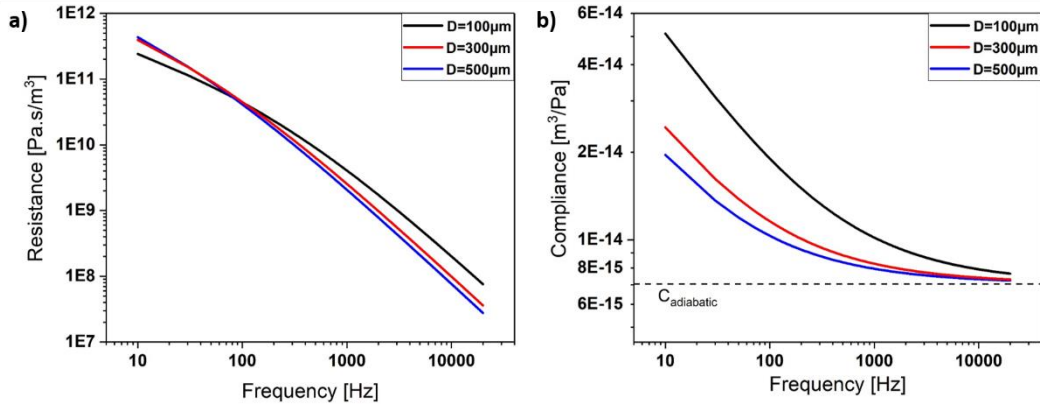 a)
Resistance [Pa.s/m³]
1E12
1E11
1E10
1E9
1E8
1E7
10
100
1000
10000
Frequency [Hz]
D=100µm
D=300µm
D=500µm
b)
Compliance [m³/Pa]
6E-14
4E-14
2E-14
1E-14
8E-15
6E-15
C adiabatic
10
100
1000
10000
Frequency [Hz]
D=100µm
D=300µm
D=500µm